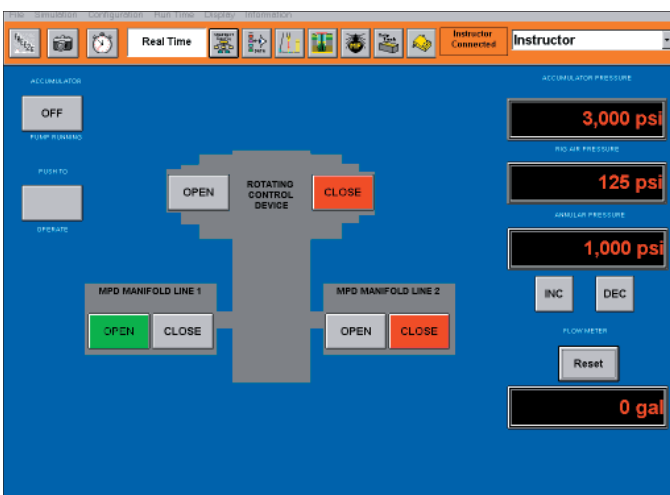 File Simulation Configuration Run Time Display Information
Real Time
Instructor
Connected
Instructor
ACCUMULATOR
OFF
PUMP RUNNING
PUSH TO
OPERATE
OPEN
ROTATING
CONTROL
DEVICE
CLOSE
MPD MANIFOLD LINE 1
OPEN CLOSE
MPD MANIFOLD LINE 2
OPEN CLOSE
ACCUMULATOR PRESSURE
3,000 psi
RIG AIR PRESSURE
125 psi
ANNULAR PRESSURE
1,000 psi
INC DEC
FLOW METER
Reset
0 gal